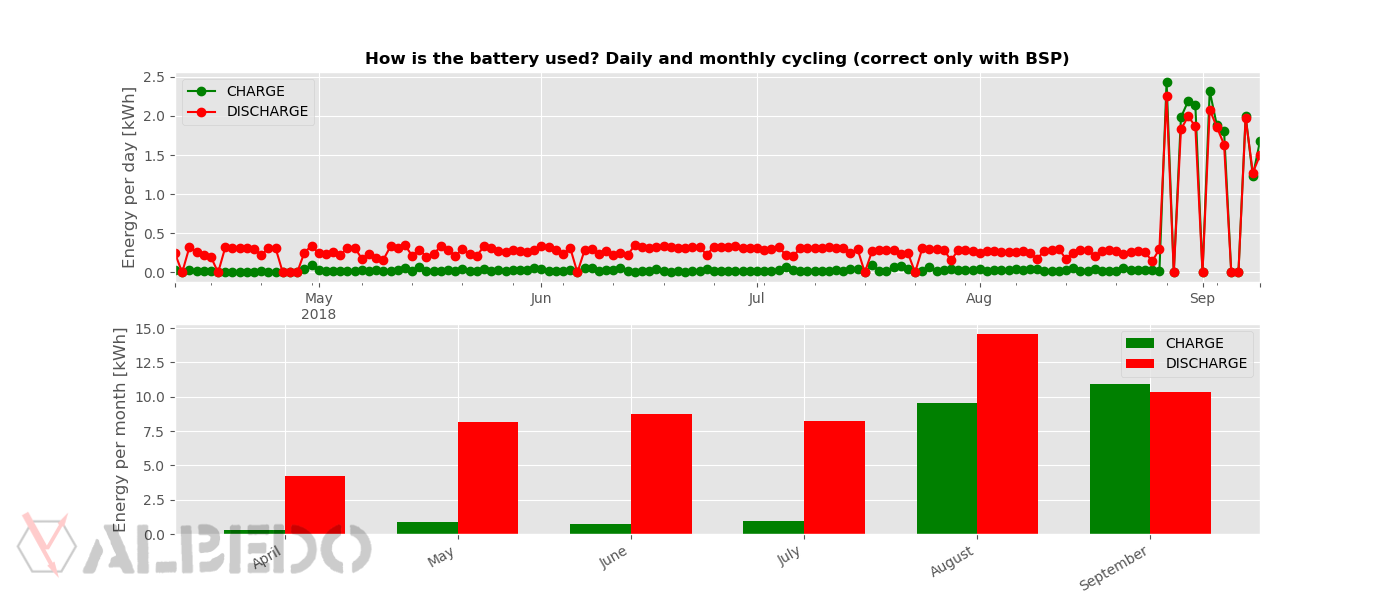 How is the battery used? Daily and monthly cycling (correct only with BSP)
Energy per day [kWh]
2.5
2.0
1.5
1.0
0.5
0.0
CHARGE
DISCHARGE
May
2018
Jun
Jul
Aug
Sep
Energy per month [kWh]
15.0
12.5
10.0
7.5
5.0
2.5
0.0
CHARGE
DISCHARGE
April
May
June
July
August
September
ALBEDO